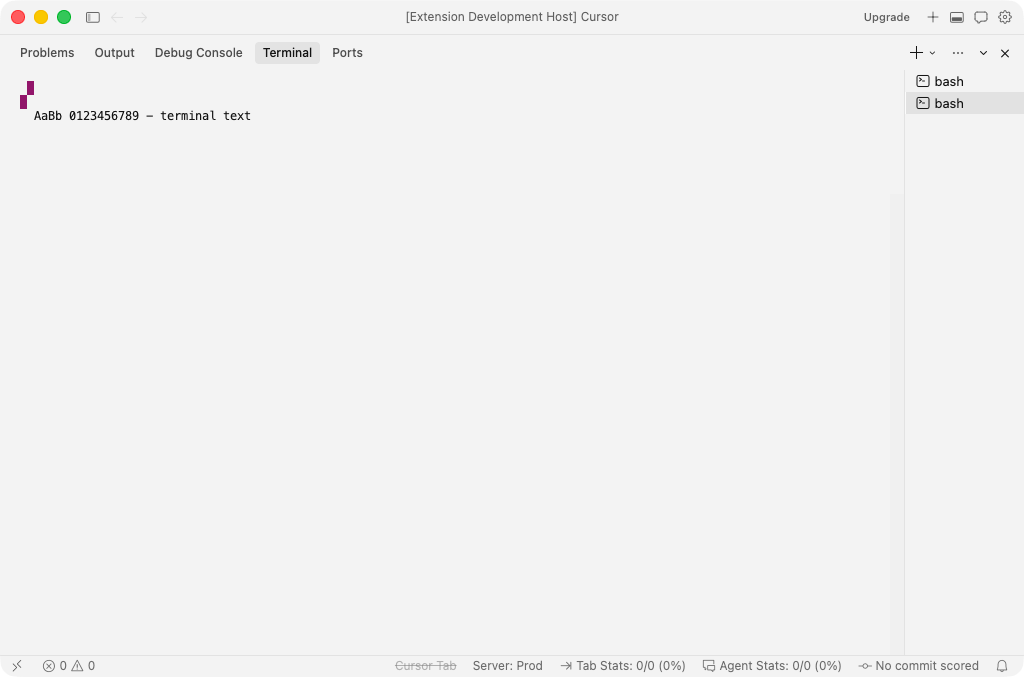 [Extension Development Host] Cursor
Upgrade
Problems Output Debug Console Terminal Ports
bash
bash
AaBb 0123456789 — terminal text
0 0
Cursor Tab Server: Prod Tab Stats: 0/0 (0%) Agent Stats: 0/0 (0%) No commit scored